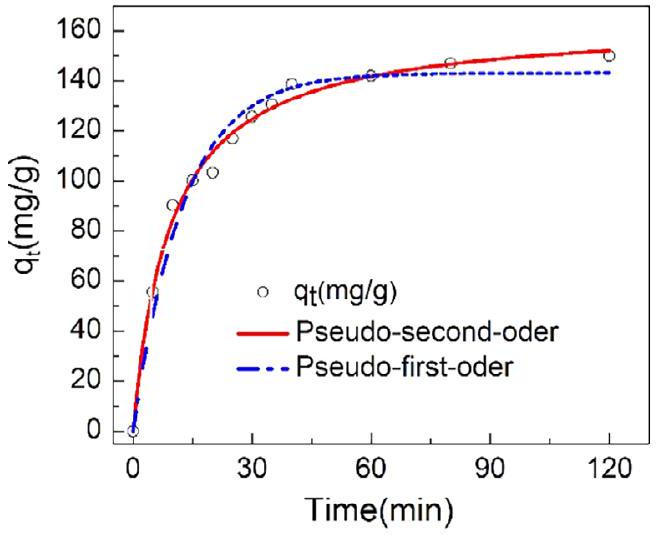 160
140
120
100
80
60
40
20
0
qt(mg/g)
qt(mg/g)
Pseudo-second-oder
Pseudo-first-oder
0 30 60 90 120
Time(min)